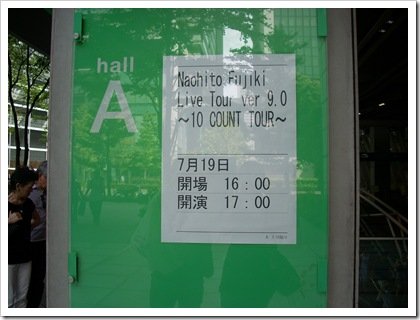 hall
A
Naohito Fujiki
Live Tour ver 9.0
～10 COUNT TOUR～
7月19日
開場 16：00
開演 17：00